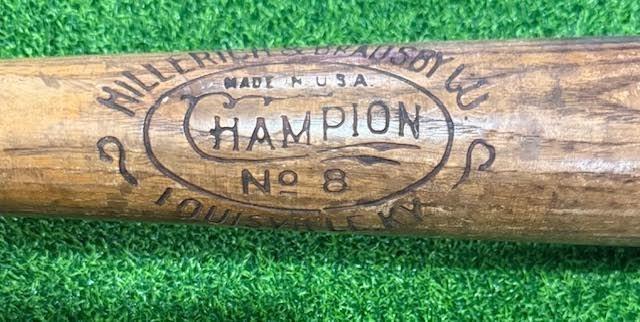 HILLERICH & BRADSBY CO.
MADE IN U.S.A.
CHAMPION
No 8
LOUISVILLE KY.